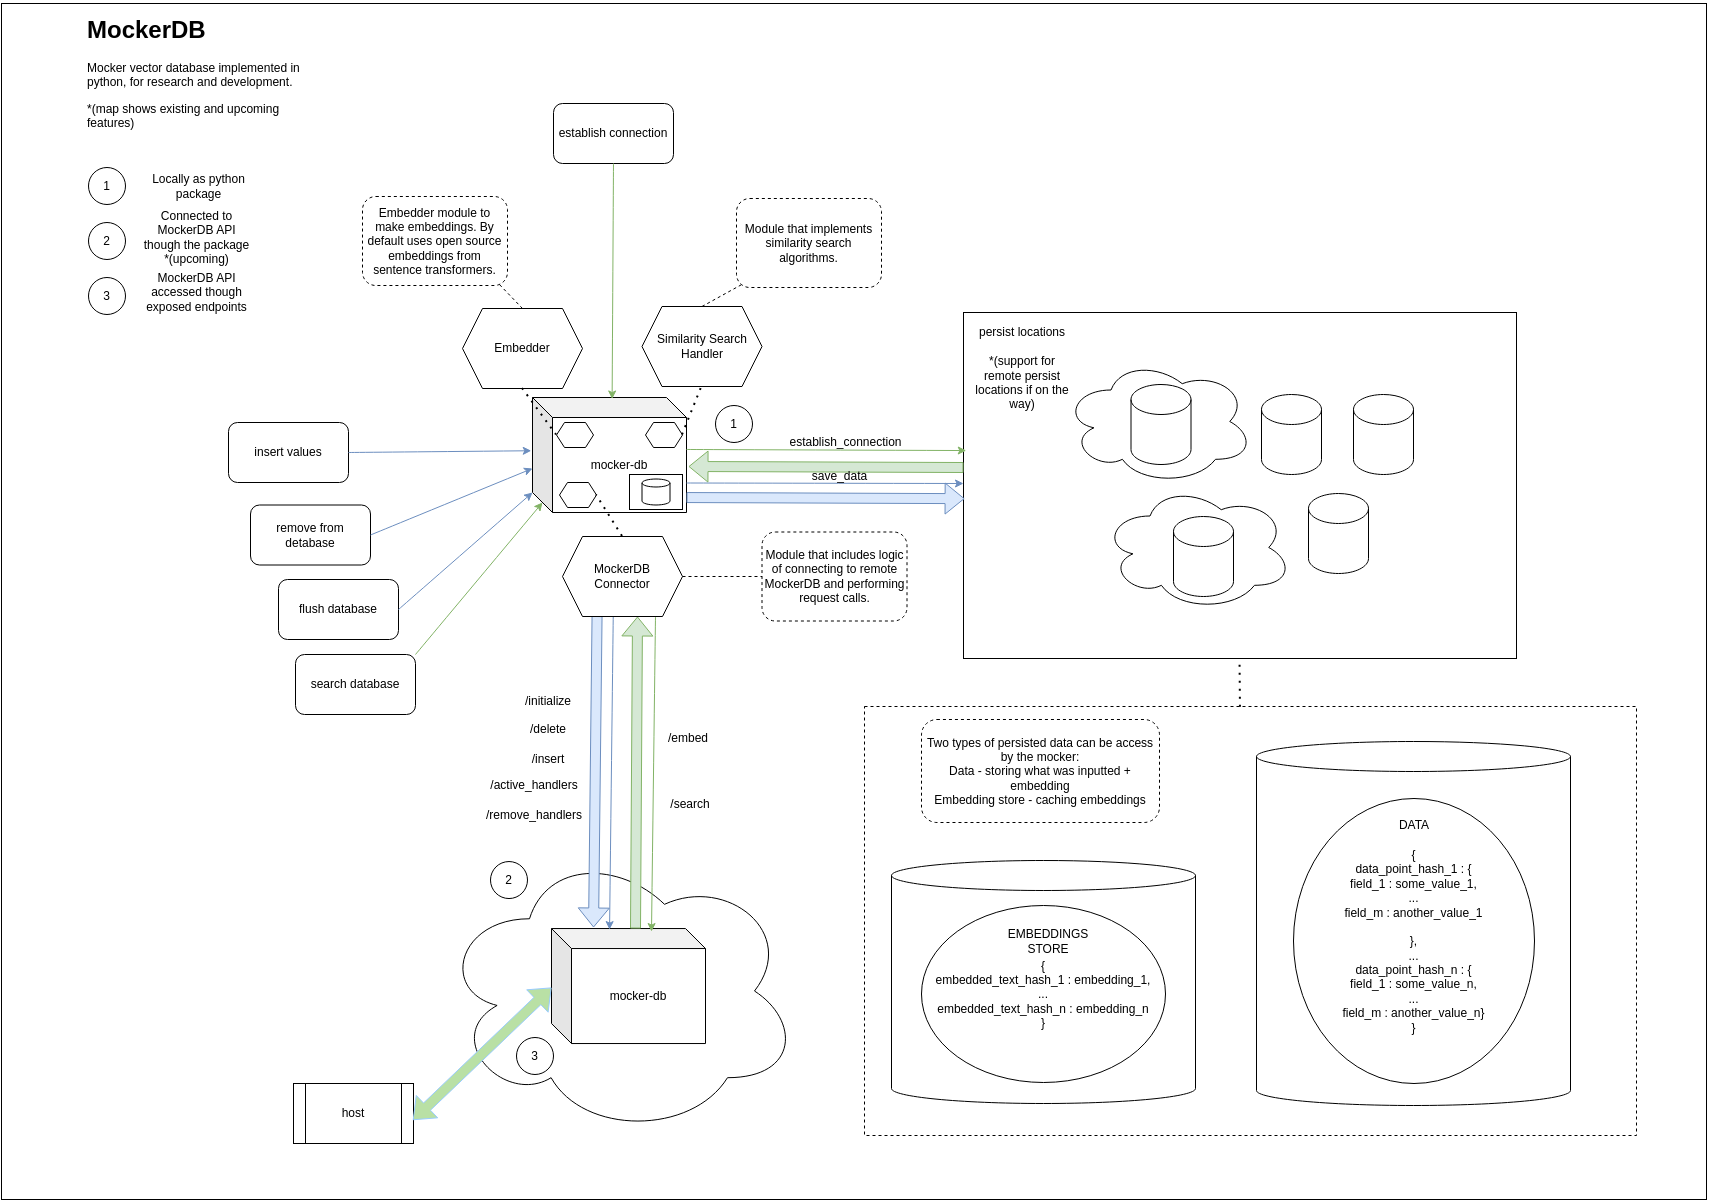 MockerDB
Mocker vector database implemented in
python, for research and development.
*(map shows existing and upcoming
features)
1
Locally as python
package
2
Connected to
MockerDB API
though the package
*(upcoming)
3
MockerDB API
accessed though
exposed endpoints
establish connection
Embedder module to
make embeddings. By
default uses open source
embeddings from
sentence transformers.
Module that implements
similarity search
algorithms.
Embedder
Similarity Search
Handler
insert values
remove from
detabase
flush database
search database
mocker-db
1
establish_connection
save_data
MockerDB
Connector
Module that includes logic
of connecting to remote
MockerDB and performing
request calls.
persist locations
*(support for
remote persist
locations if on the
way)
/initialize
/delete
/insert
/active_handlers
/remove_handlers
/embed
/search
2
mocker-db
3
host
Two types of persisted data can be access
by the mocker:
Data - storing what was inputted +
embedding
Embedding store - caching embeddings
EMBEDDINGS
STORE
{
embedded_text_hash_1 : embedding_1,
...
embedded_text_hash_n : embedding_n
}
DATA
{
data_point_hash_1 : {
field_1 : some_value_1,
...
field_m : another_value_1
},
...
data_point_hash_n : {
field_1 : some_value_n,
...
field_m : another_value_n}
}